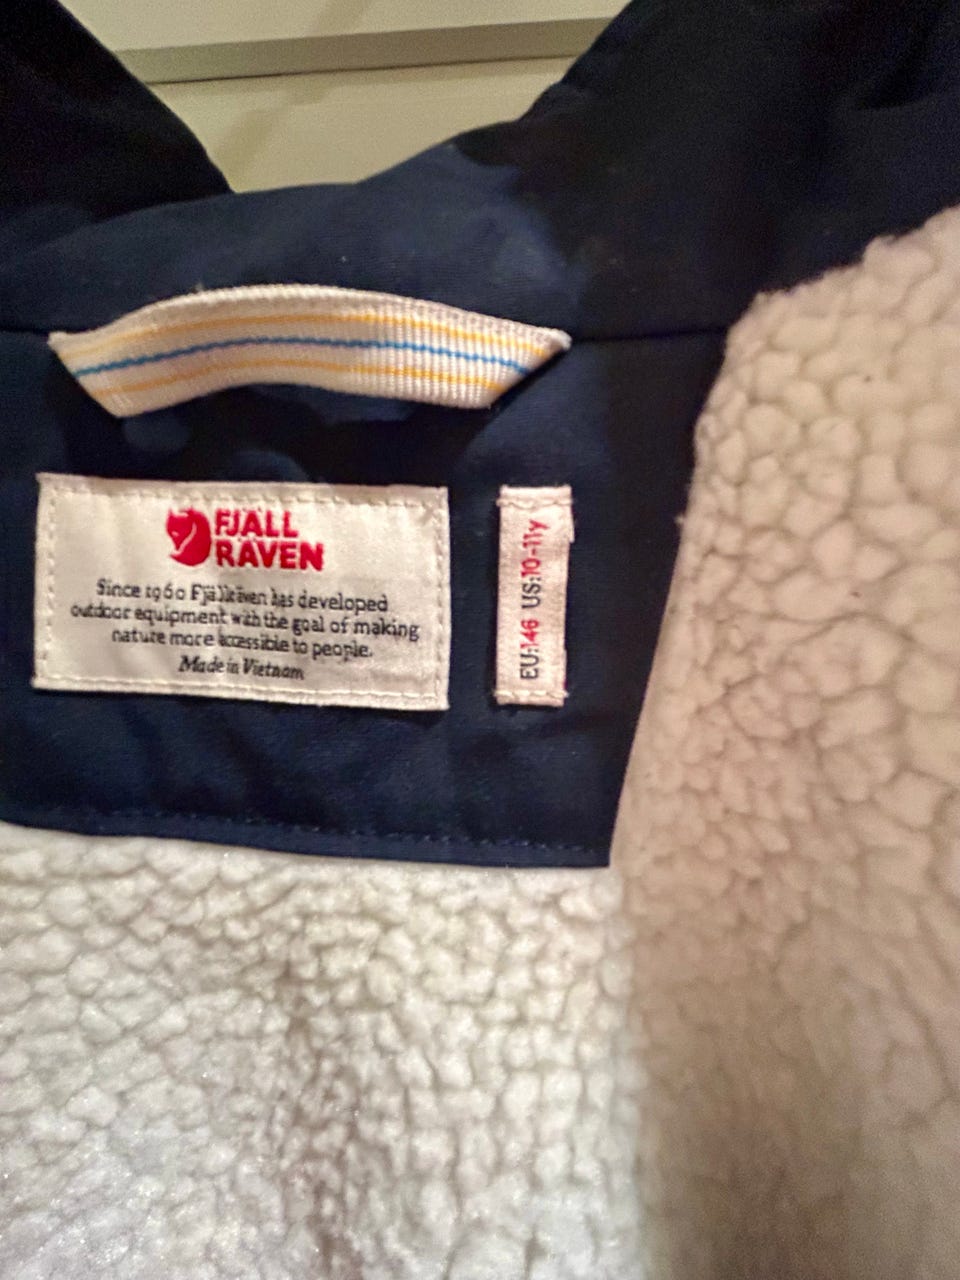 FJÄLL
RÄVEN
Since 1960 Fjällräven has developed
outdoor equipment with the goal of making
nature more accessible to people.
Made in Vietnam
EU:146 US:10-11y